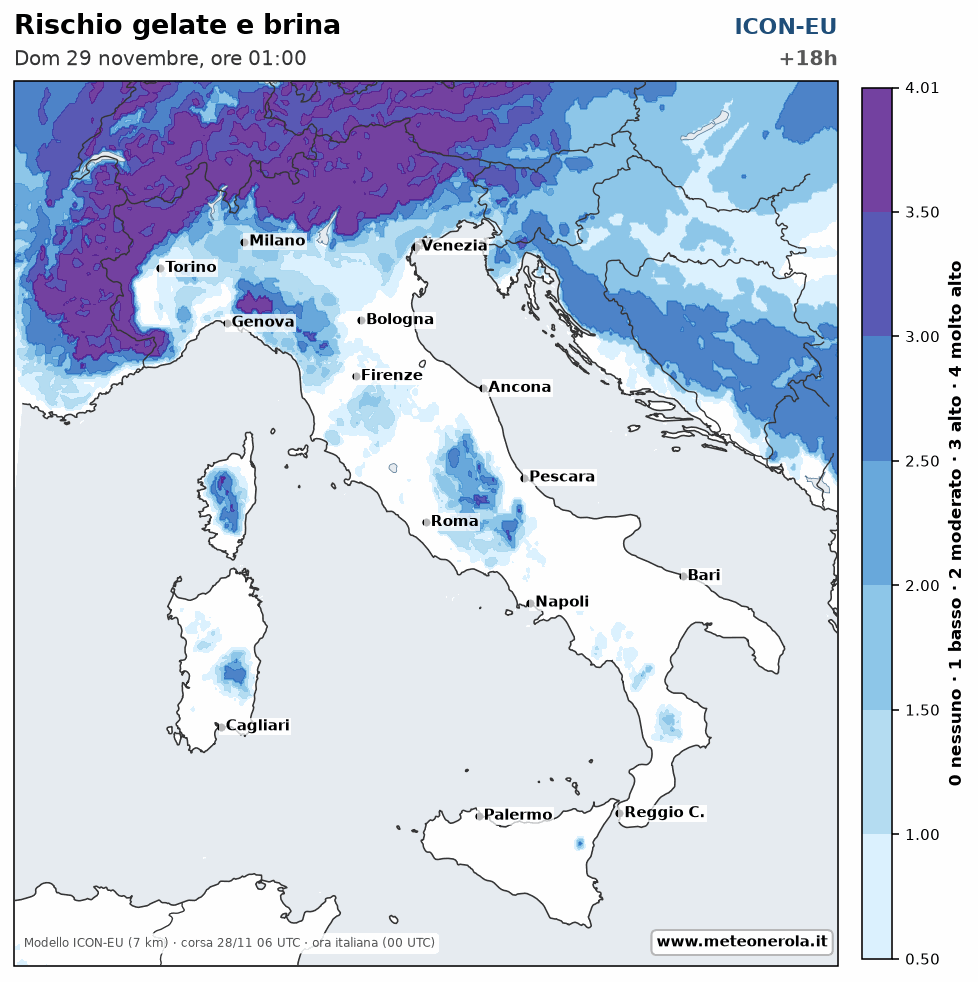 Rischio gelate e brina
ICON-EU
Dom 29 novembre, ore 01:00
+18h
Milano
Venezia
Torino
Genova
Bologna
Firenze
Ancona
Pescara
Roma
Bari
Napoli
Cagliari
Palermo
Reggio C.
Modello ICON-EU (7 km) · corsa 28/11 06 UTC · ora italiana (00 UTC)
www.meteonerola.it
4.01
3.50
3.00
2.50
2.00
1.50
1.00
0.50
0 nessuno · 1 basso · 2 moderato · 3 alto · 4 molto alto